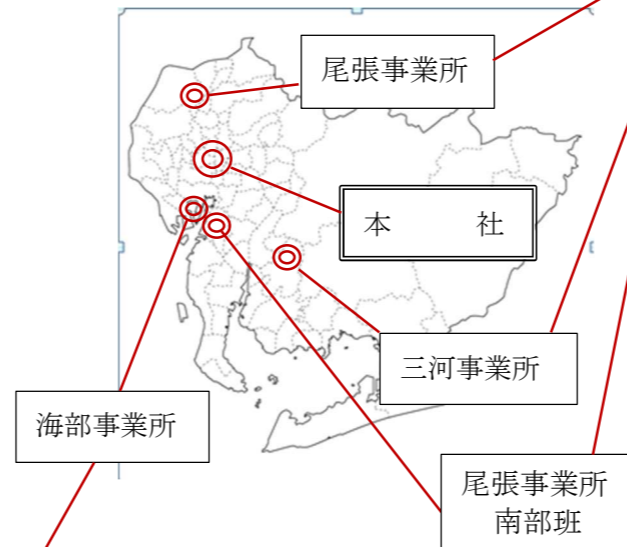 尾張事業所
本　　　社
三河事業所
海部事業所
尾張事業所
南部班